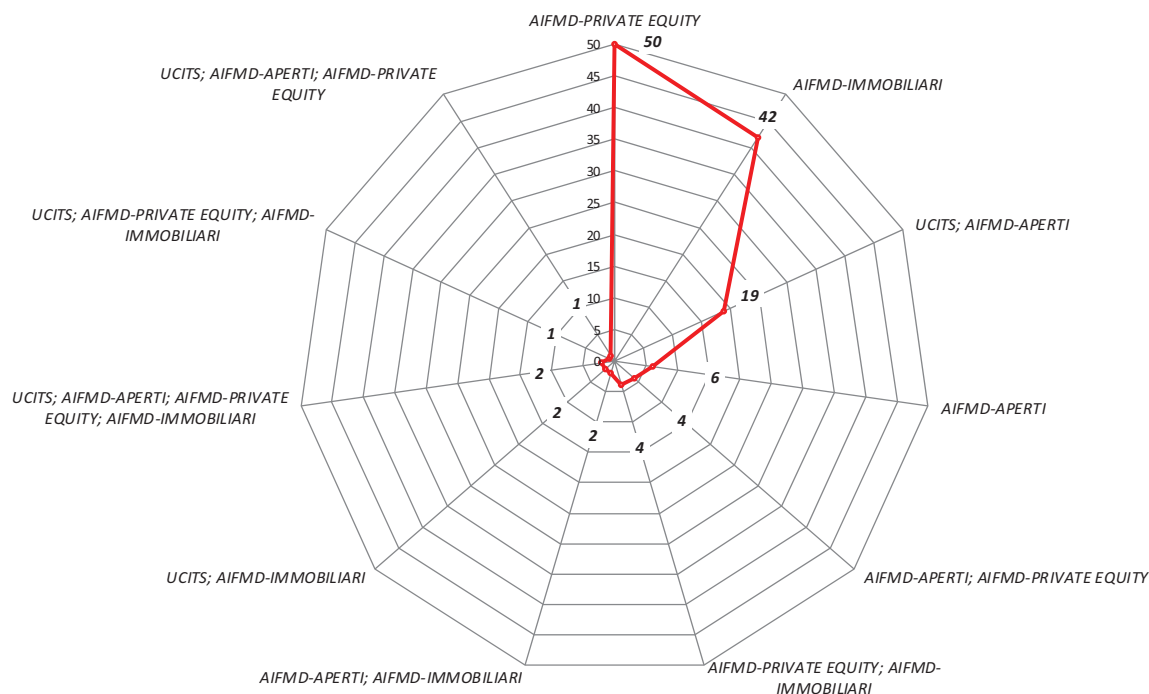 AIFMD-PRIVATE EQUITY
50
50
45
40
35
30
25
20
15
10
5
0
AIFMD-IMMOBILIARI
42
UCITS; AIFMD-APERTI
19
AIFMD-APERTI
6
AIFMD-APERTI; AIFMD-PRIVATE EQUITY
4
AIFMD-PRIVATE EQUITY; AIFMD-
IMMOBILIARI
4
AIFMD-APERTI; AIFMD-IMMOBILIARI
2
UCITS; AIFMD-IMMOBILIARI
2
UCITS; AIFMD-APERTI; AIFMD-PRIVATE
EQUITY; AIFMD-IMMOBILIARI
2
UCITS; AIFMD-PRIVATE EQUITY; AIFMD-
IMMOBILIARI
1
UCITS; AIFMD-APERTI; AIFMD-PRIVATE
EQUITY
1